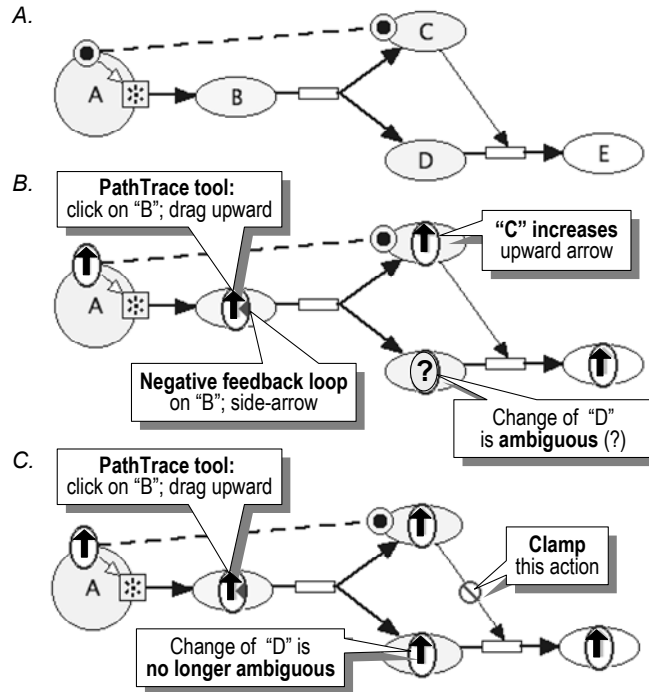 A.
C
A
B
D
E
B.
PathTrace tool:
click on “B”; drag upward
“C” increases
upward arrow
A
?
Negative feedback loop
on “B”; side-arrow
Change of “D”
is ambiguous (?)
C.
PathTrace tool:
click on “B”; drag upward
Clamp
this action
A
Change of “D” is
no longer ambiguous